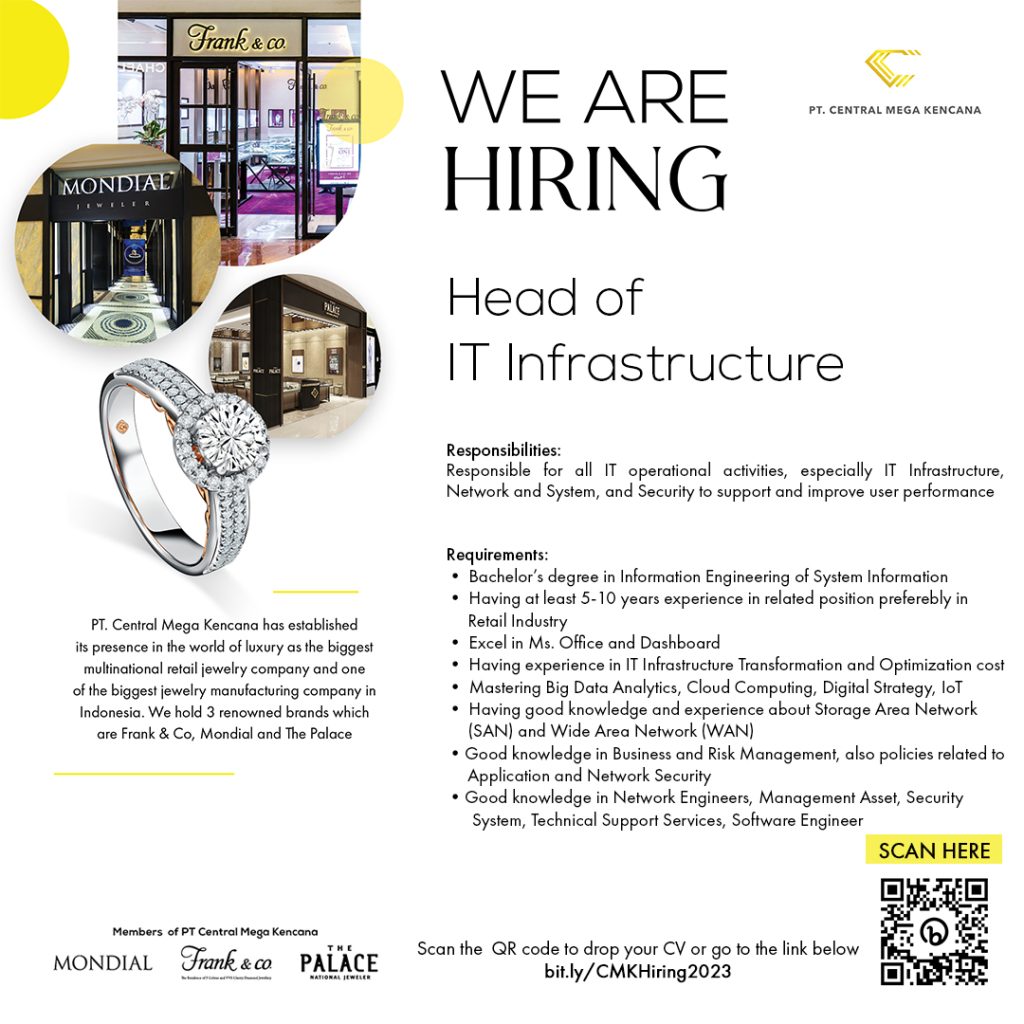 Frank & co.
MONDIAL
JEWELER
PALACE
WE ARE
HIRING
PT. CENTRAL MEGA KENCANA
Head of
IT Infrastructure
Responsibilities:
Responsible for all IT operational activities, especially IT Infrastructure,
Network and System, and Security to support and improve user performance
Requirements:
• Bachelor's degree in Information Engineering of System Information
• Having at least 5-10 years experience in related position preferebly in
Retail Industry
• Excel in Ms. Office and Dashboard
• Having experience in IT Infrastructure Transformation and Optimization cost
• Mastering Big Data Analytics, Cloud Computing, Digital Strategy, IoT
• Having good knowledge and experience about Storage Area Network
(SAN) and Wide Area Network (WAN)
• Good knowledge in Business and Risk Management, also policies related to
Application and Network Security
• Good knowledge in Network Engineers, Management Asset, Security
System, Technical Support Services, Software Engineer
PT. Central Mega Kencana has established
its presence in the world of luxury as the biggest
multinational retail jewelry company and one
of the biggest jewelry manufacturing company in
Indonesia. We hold 3 renowned brands which
are Frank & Co, Mondial and The Palace
SCAN HERE
Members of PT Central Mega Kencana
MONDIAL
Frank & co.
THE
PALACE
NATIONAL JEWELER
Scan the QR code to drop your CV or go to the link below
bit.ly/CMKHiring2023